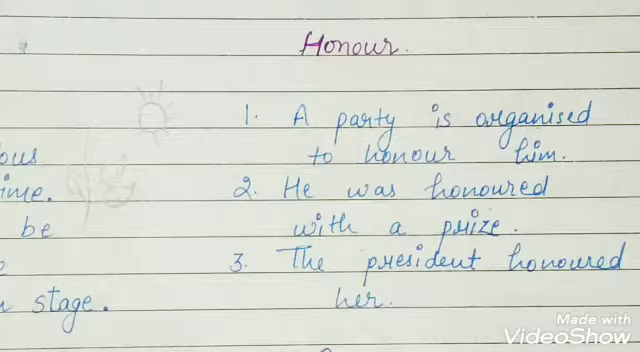 Honour.
1. A party is organised
to honour him.
ime.
2. He was honoured
be
with a prize.
3. The president honoured
stage.
her.
Made with
VideoShow